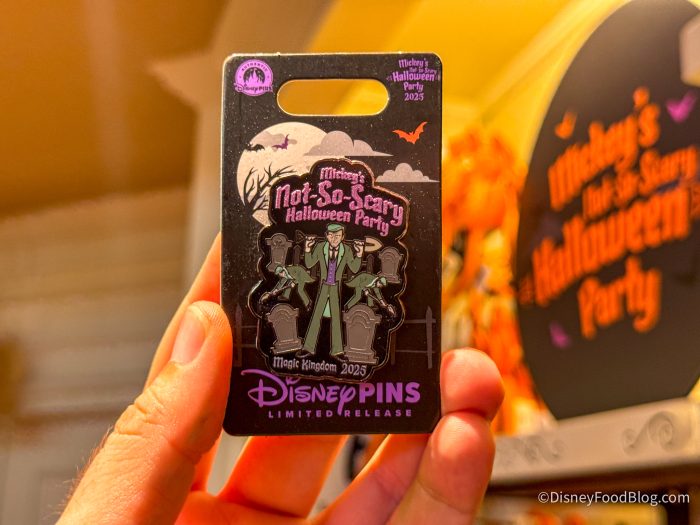 AUTHENTIC
DISNEY PINS
Mickey's
Not-So-Scary
Halloween
Party
2025
Mickey's
Not-So-Scary
Halloween Party
Magic Kingdom 2025
Disney PINS
LIMITED RELEASE
Mickey's
Not-So-Scary
Halloween
Party
©DisneyFoodBlog.com